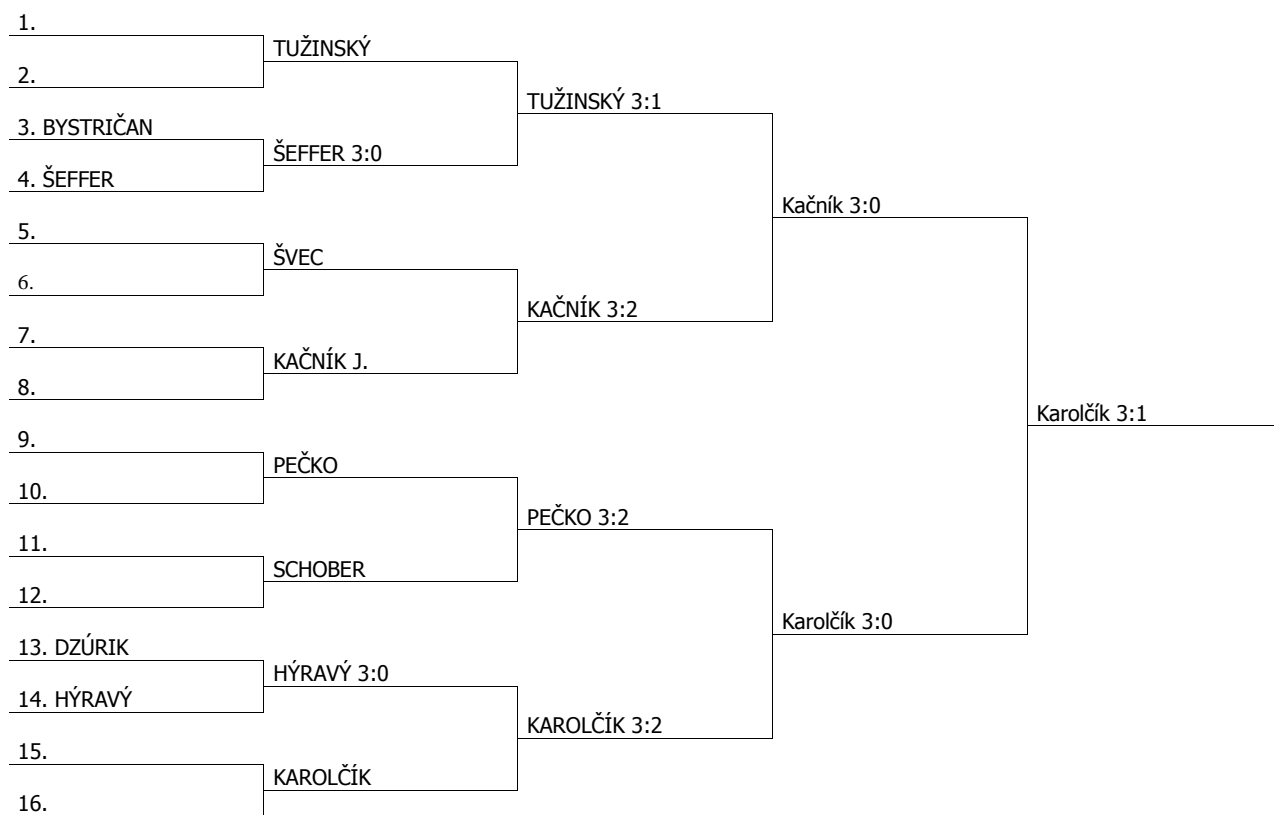 1.
TUŽINSKÝ
2.
TUŽINSKÝ 3:1
3. BYSTRIČAN
ŠEFFER 3:0
4. ŠEFFER
Kačník 3:0
5.
ŠVEC
6.
KAČNÍK 3:2
7.
KAČNÍK J.
8.
Karolčík 3:1
9.
PEČKO
10.
PEČKO 3:2
11.
SCHOBER
12.
Karolčík 3:0
13. DZÚRIK
HÝRAVÝ 3:0
14. HÝRAVÝ
KAROLČÍK 3:2
15.
KAROLČÍK
16.